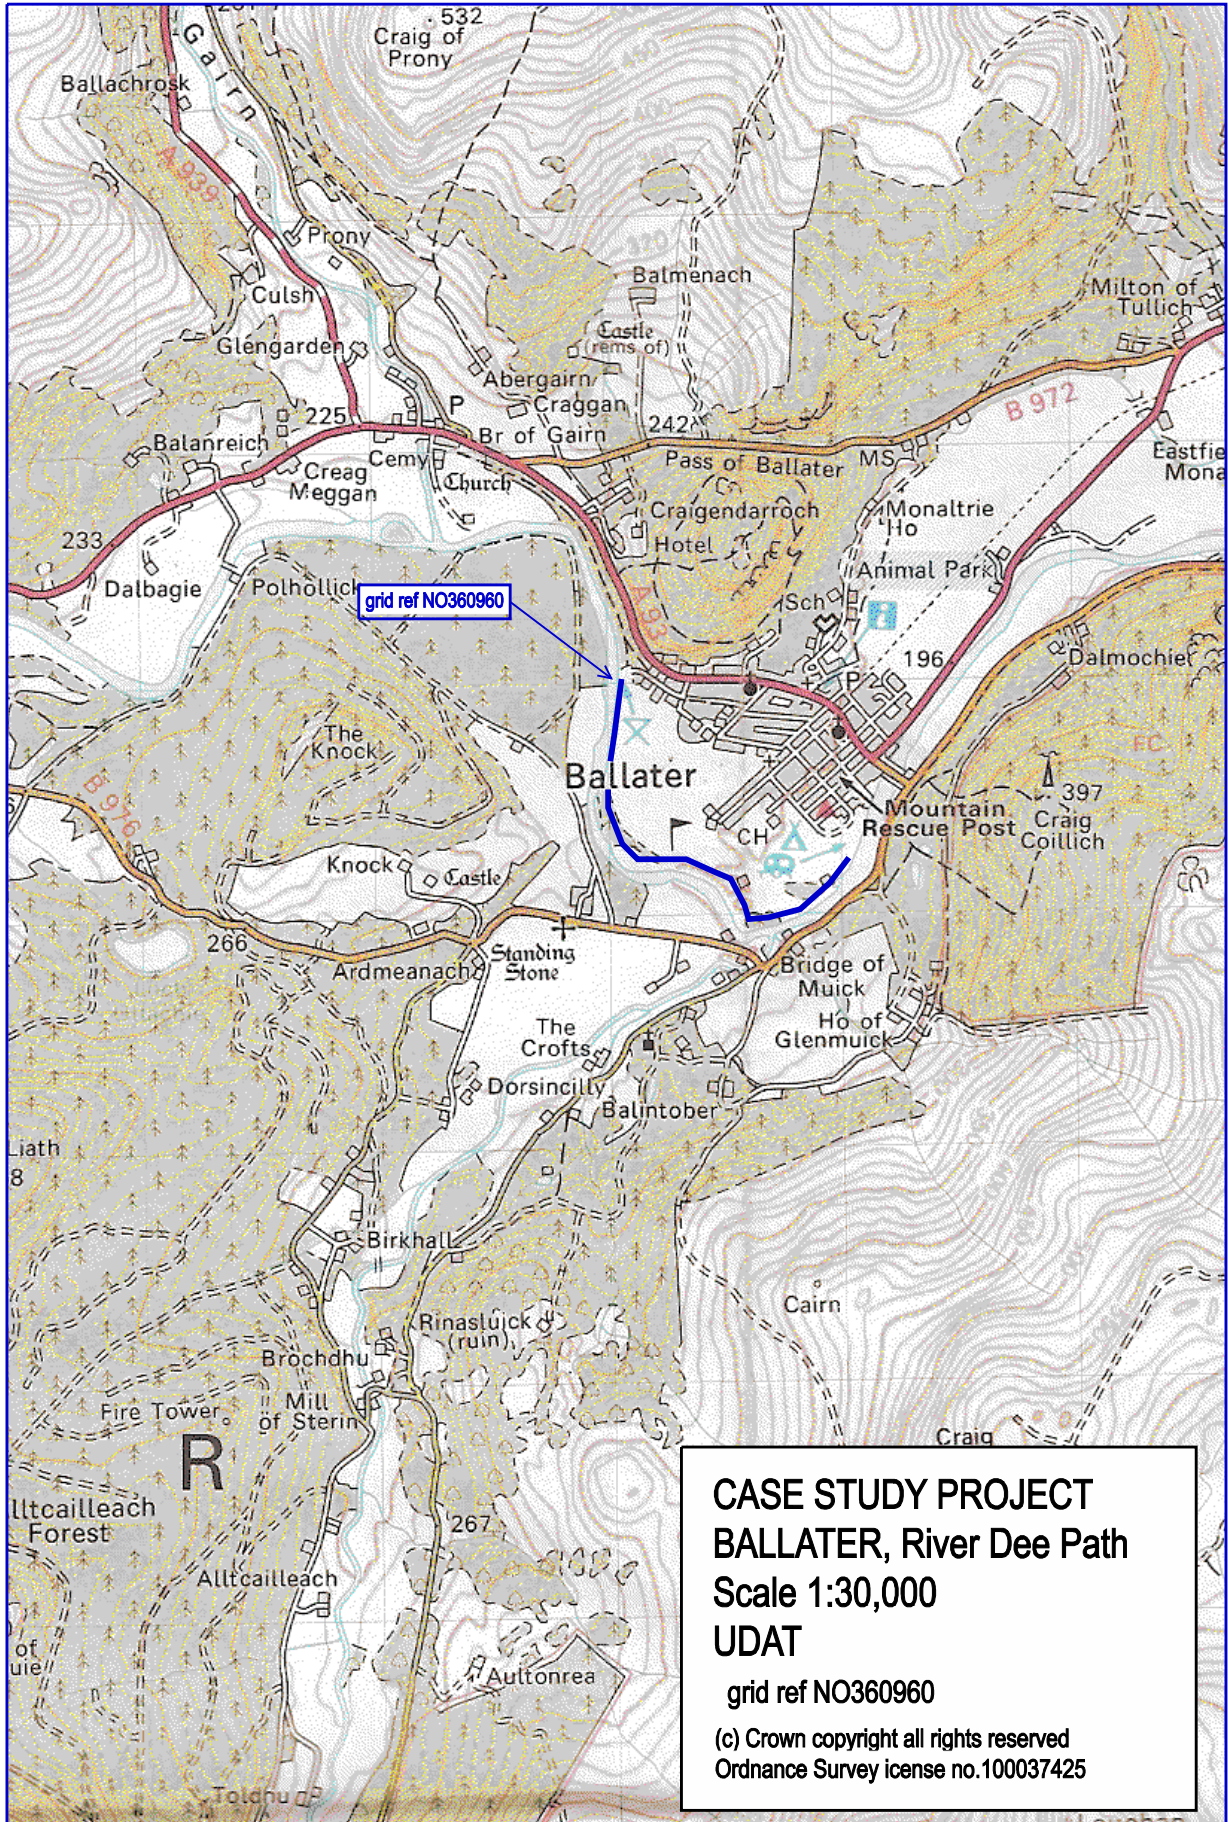 532
Craig of
Prony
Gairn
Ballachrosk
A 939
Prony
Culsh
Balmenach
Milton of
Tullich
Glengarden
Castle
(rems of)
Abergairn
Craggan
P
225
242
B 972
Balanreich
Br of Gairn
Cemy
Pass of Ballater
MS
Creag
Meggan
Church
Craigendarroch
Monaltrie
Ho
233
Hotel
Dalbagie
Polhollick
Animal Park
grid ref NO360960
A 93
Sch
196
Dalmochie
P
The
Knock
FC
Ballater
397
B 976
Mountain
Rescue Post
Craig
Coillich
CH
Knock
Castle
266
Ardmeanach
Standing
Stone
Bridge of
Muick
The
Crofts
Ho of
Glenmuick
Dorsincilly
Balintober
Liath
8
Birkhall
Cairn
Rinasluick
(ruin)
Brochdhu
Fire Tower
Mill
of Sterin
Craig
R
lltcailleach
Forest
267
Alltcailleach
of
uie
Aultonrea
CASE STUDY PROJECT
BALLATER, River Dee Path
Scale 1:30,000
UDAT
grid ref NO360960
(c) Crown copyright all rights reserved
Ordnance Survey icense no.100037425